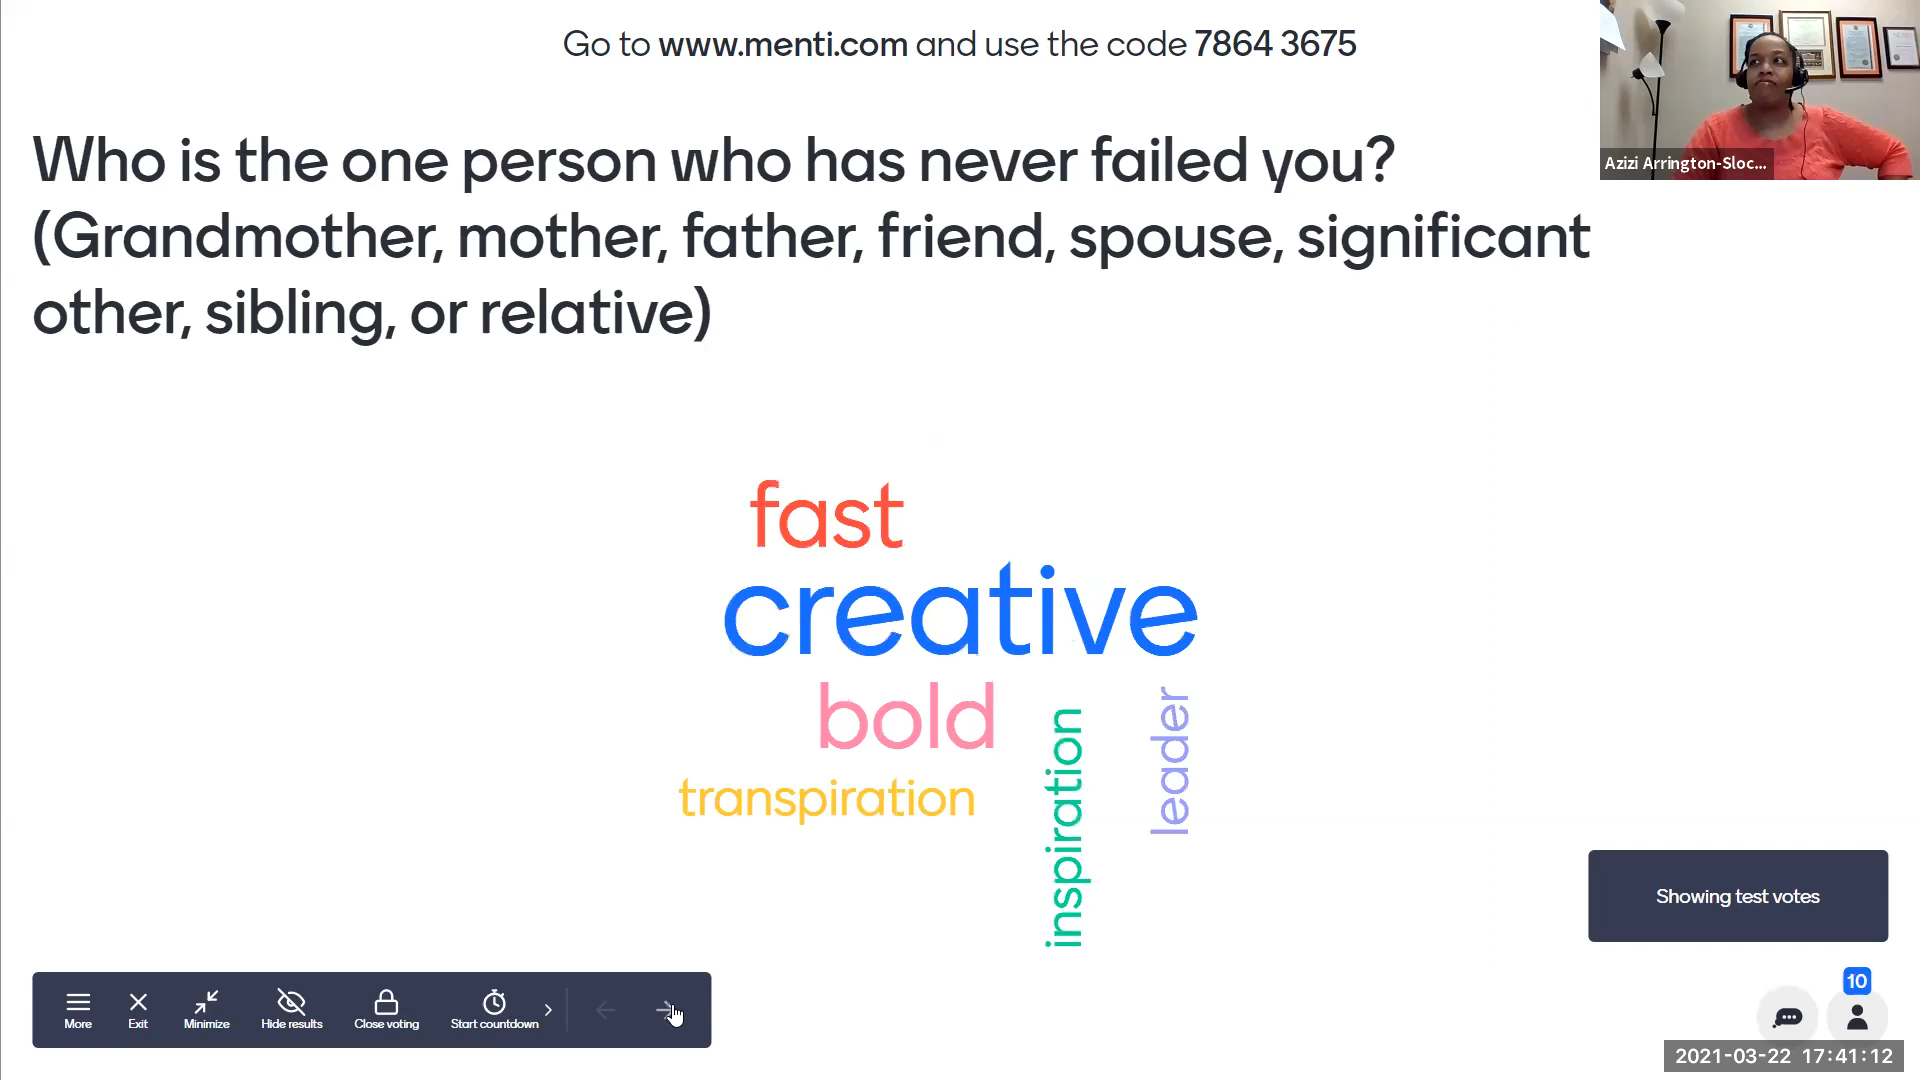 Go to www.menti.com and use the code 7864 3675
Azizi Arrington-Sloc...
Who is the one person who has never failed you?
(Grandmother, mother, father, friend, spouse, significant
other, sibling, or relative)
fast
creative
bold
transpiration
inspiration
leader
Showing test votes
More
Exit
Minimize
Hide results
Close voting
Start countdown
10
2021-03-22 17:41:12